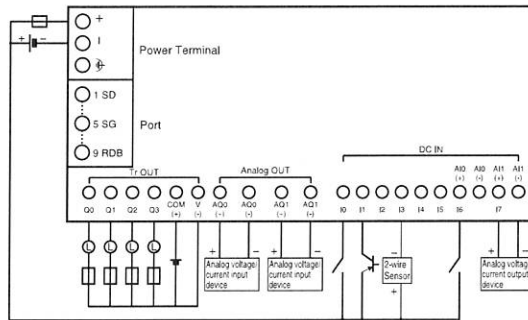 +
Power Terminal
1 SD
5 SG
Port
9 RDB
Tr OUT
Analog OUT
DC IN
AI0 AI0 AI1 AI1
(+) (-) (+) (-)
Q0 Q1 Q2 Q3 COM V AQ0 AQ0 AQ1 AQ1 I0 I1 I2 I3 I4 I5 I6 I7
(+) (-)
L L L L
+ - + - - + -
Analog voltage/
current input
device
Analog voltage/
current input
device
2-wire
Sensor
+
Analog voltage/
current output
device
+ -